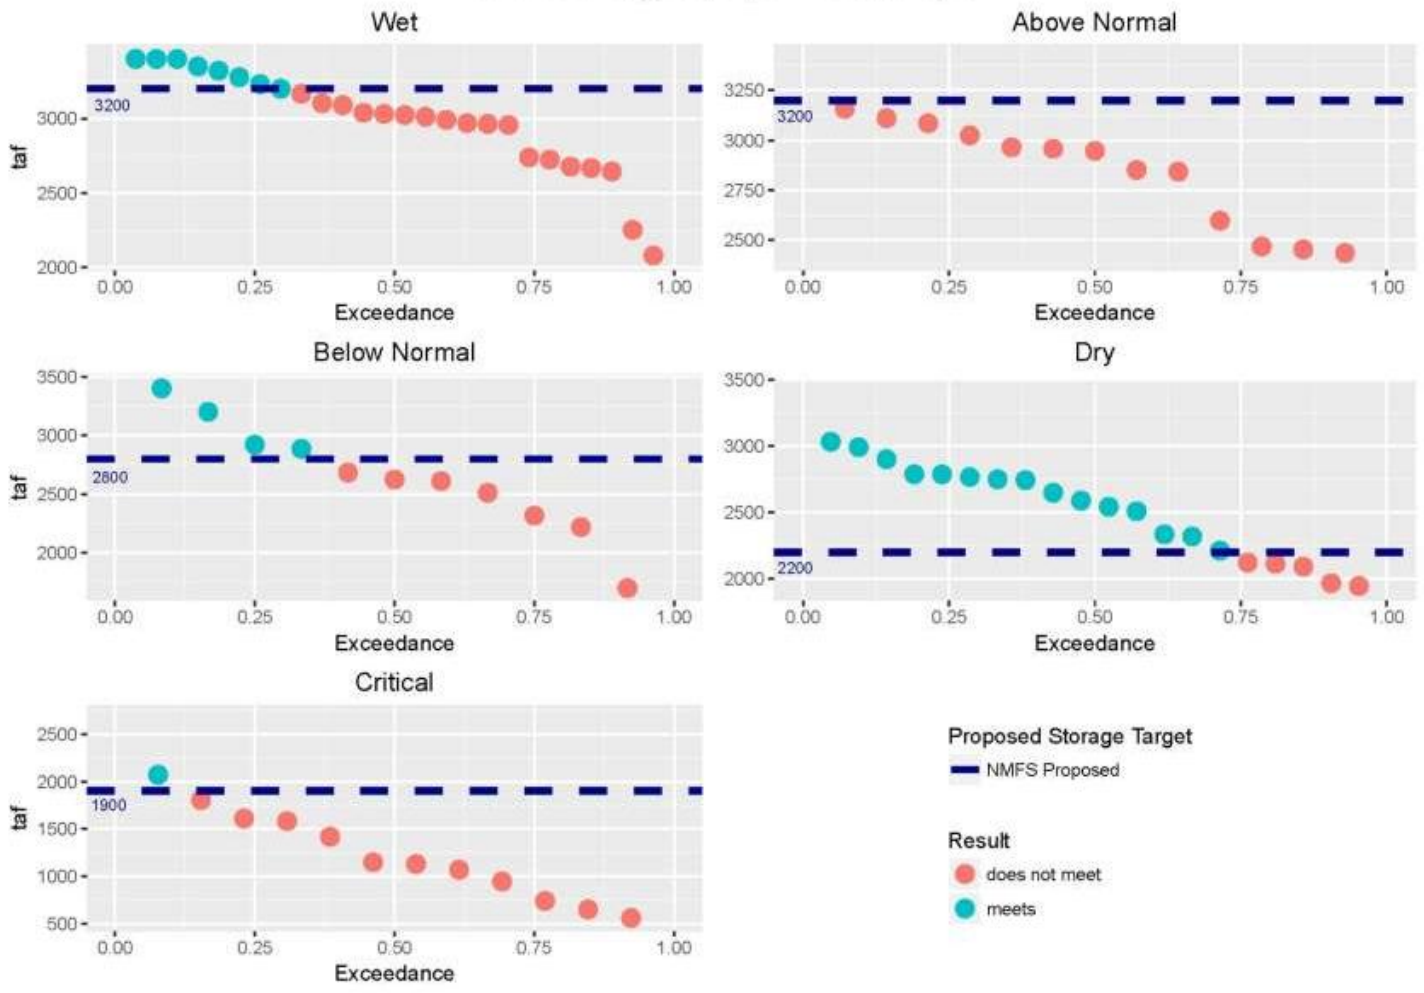 Wet
3000
2500
2000
taf
3200
0.00 0.25 0.50 0.75 1.00
Exceedance
Above Normal
3250
3000
2750
2500
3200
0.00 0.25 0.50 0.75 1.00
Exceedance
Below Normal
3500
3000
2500
2000
taf
2800
0.00 0.25 0.50 0.75 1.00
Exceedance
Dry
3500
3000
2500
2000
2200
0.00 0.25 0.50 0.75 1.00
Exceedance
Critical
2500
2000
1500
1000
500
taf
1900
0.00 0.25 0.50 0.75 1.00
Exceedance
Proposed Storage Target
NMFS Proposed
Result
does not meet
meets